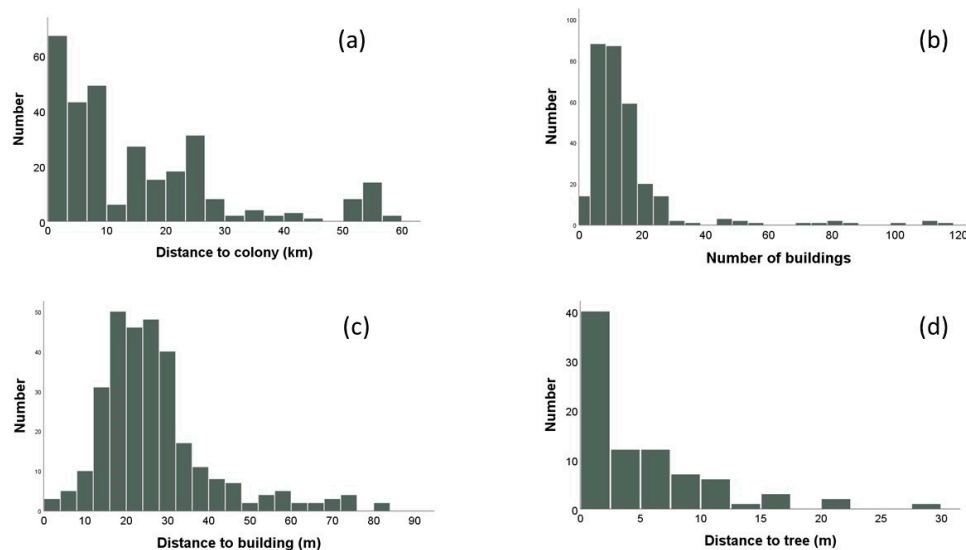 (a)
Number
60
40
20
0
0 10 20 30 40 50 60
Distance to colony (km)
(b)
Number
100
80
60
40
20
0
0 20 40 60 80 100 120
Number of buildings
(c)
Number
50
40
30
20
10
0
0 10 20 30 40 50 60 70 80 90
Distance to building (m)
(d)
Number
40
30
20
10
0
0 5 10 15 20 25 30
Distance to tree (m)